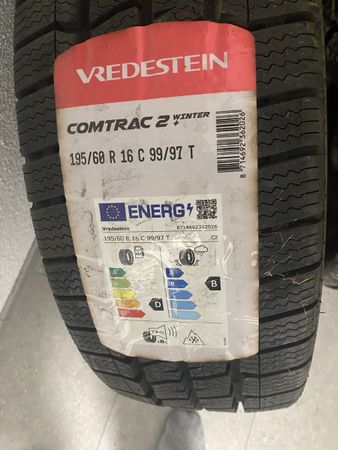 VREDESTEIN
COMTRAC 2 WINTER +
195/60 R 16 C 99/97 T
8 714692 362026
ENERG
Vredestein 8714692362026
195/60 R 16 C 99/97 T C2
A A
B B
B
D